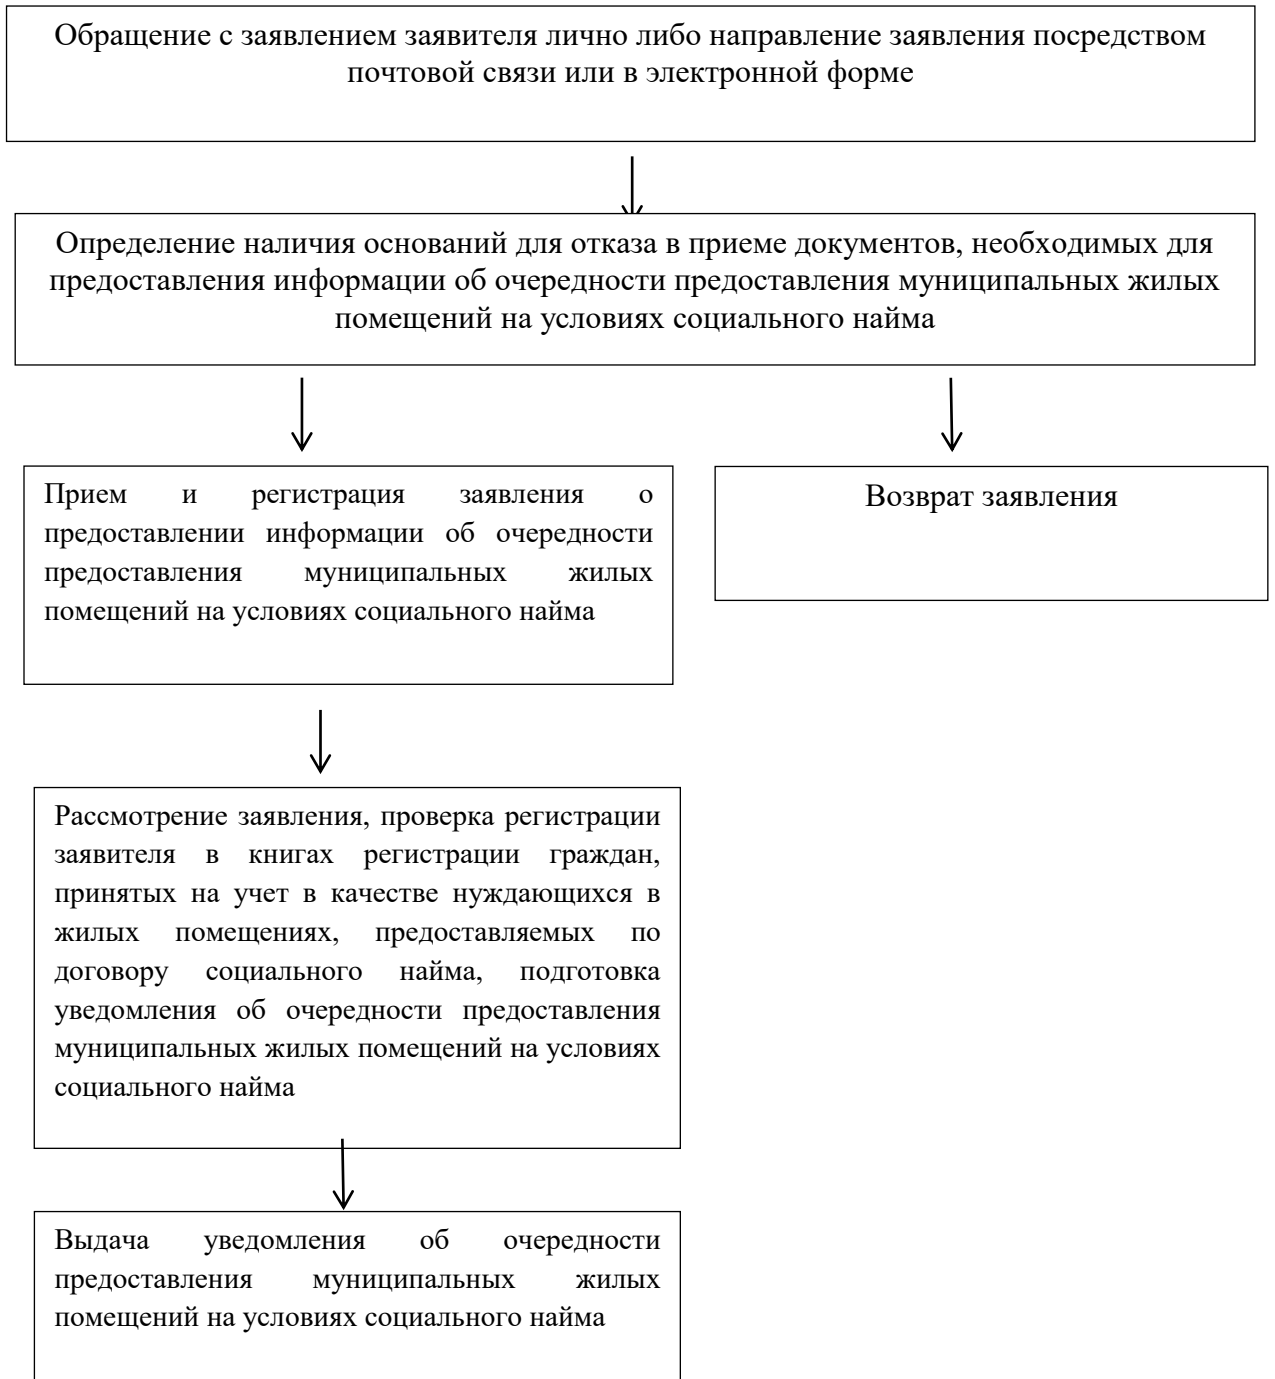 Обращение с заявлением заявителя лично либо направление заявления посредством
почтовой связи или в электронной форме
Определение наличия оснований для отказа в приеме документов, необходимых для
предоставления информации об очередности предоставления муниципальных жилых
помещений на условиях социального найма
Прием и регистрация заявления о
предоставлении информации об очередности
предоставления муниципальных жилых
помещений на условиях социального найма
Возврат заявления
Рассмотрение заявления, проверка регистрации
заявителя в книгах регистрации граждан,
принятых на учет в качестве нуждающихся в
жилых помещениях, предоставляемых по
договору социального найма, подготовка
уведомления об очередности предоставления
муниципальных жилых помещений на условиях
социального найма
Выдача уведомления об очередности
предоставления муниципальных жилых
помещений на условиях социального найма